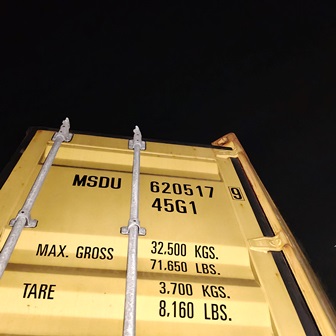 MSDU 620517 9
45G1
MAX. GROSS 32,500 KGS.
71,650 LBS.
TARE 3,700 KGS.
8,160 LBS.